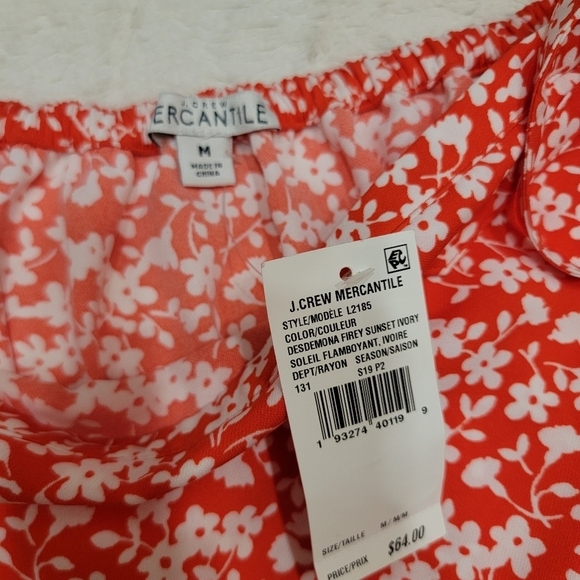 J.CREW
MERCANTILE
M
MADE IN
CHINA
J.CREW MERCANTILE
STYLE/MODÈLE L2185
COLOR/COULEUR
DESDEMONA FIREY SUNSET IVORY
SOLEIL FLAMBOYANT, IVOIRE
DEPT/RAYON SEASON/SAISON
131 S19 P2
1 93274 40119 9
SIZE/TAILLE M/M/M
PRICE/PRIX $64.00